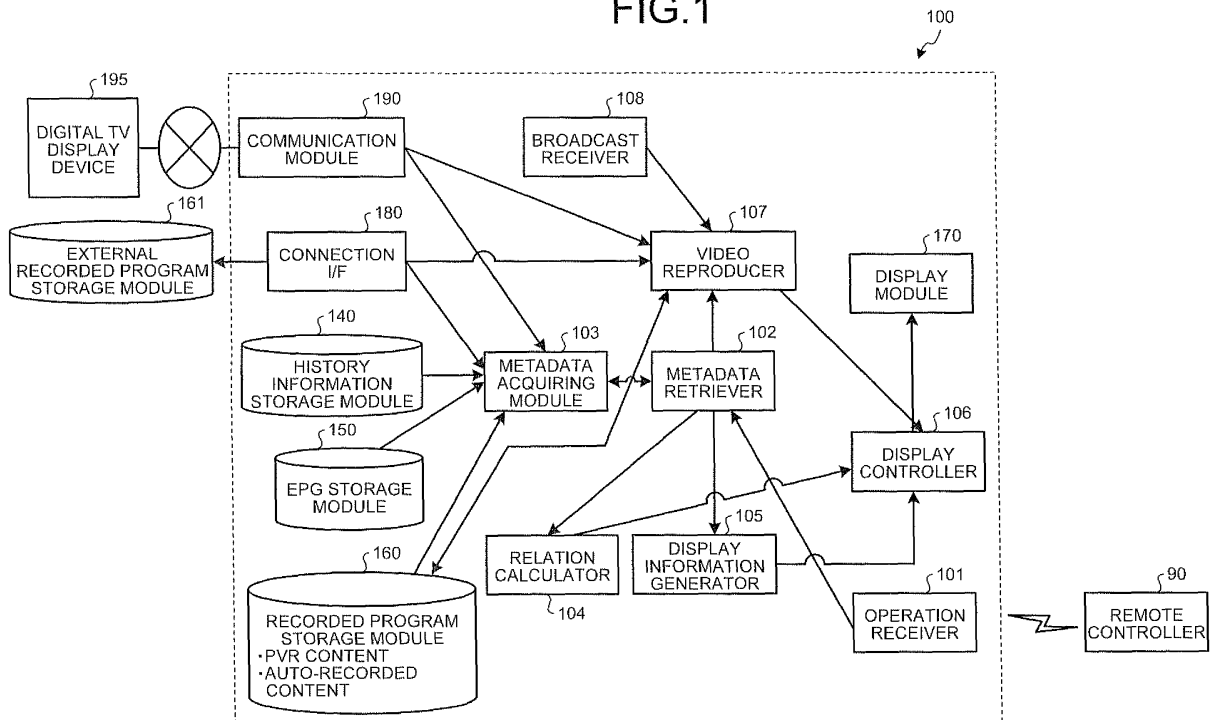 FIG.1
100
195
DIGITAL TV
DISPLAY
DEVICE
190
COMMUNICATION
MODULE
108
BROADCAST
RECEIVER
161
EXTERNAL
RECORDED PROGRAM
STORAGE MODULE
180
CONNECTION
I/F
107
VIDEO
REPRODUCER
170
DISPLAY
MODULE
140
HISTORY
INFORMATION
STORAGE MODULE
103
METADATA
ACQUIRING
MODULE
102
METADATA
RETRIEVER
106
DISPLAY
CONTROLLER
150
EPG STORAGE
MODULE
160
RECORDED PROGRAM
STORAGE MODULE
・PVR CONTENT
・AUTO-RECORDED
CONTENT
RELATION
CALCULATOR
104
105
DISPLAY
INFORMATION
GENERATOR
101
OPERATION
RECEIVER
90
REMOTE
CONTROLLER